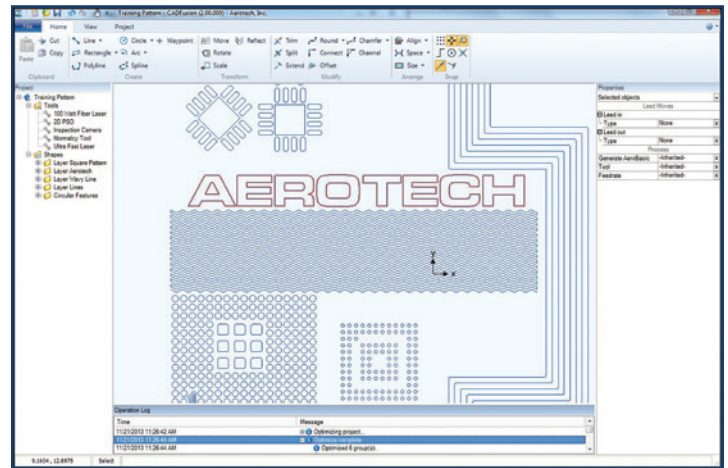 Training Pattern - CADFusion (2.00.000) - Aerotech, Inc.
File Home View Project
Paste
Cut
Copy
Clipboard
Line
Rectangle
Polyline
Circle
Arc
Spline
Waypoint
Create
Move Reflect
Rotate
Scale
Transform
Trim Round Chamfer
Split Connect Channel
Extend Offset
Modify
Align
Space
Size
Arrange
Snap
Project
Training Pattern
Tools
100 Watt Fiber Laser
2D PSO
Inspection Camera
Normalcy Tool
Ultra Fast Laser
Shapes
Layer Square Pattern
Layer Aerotech
Layer Wavy Line
Layer Lines
Circular Features
AEROTECH
Y
X
Properties
Selected objects
Lead Moves
Lead in
Type None
Lead out
Type None
Process
Generate AeroBasic -Inherited-
Tool -Inherited-
Feedrate -Inherited-
Operation Log
Time Message
11/21/2013 11:26:42 AM Optimizing project...
11/21/2013 11:26:44 AM Optimize complete.
11/21/2013 11:26:44 AM Optimized 6 group(s).
9.1604 , 12.8975 Select